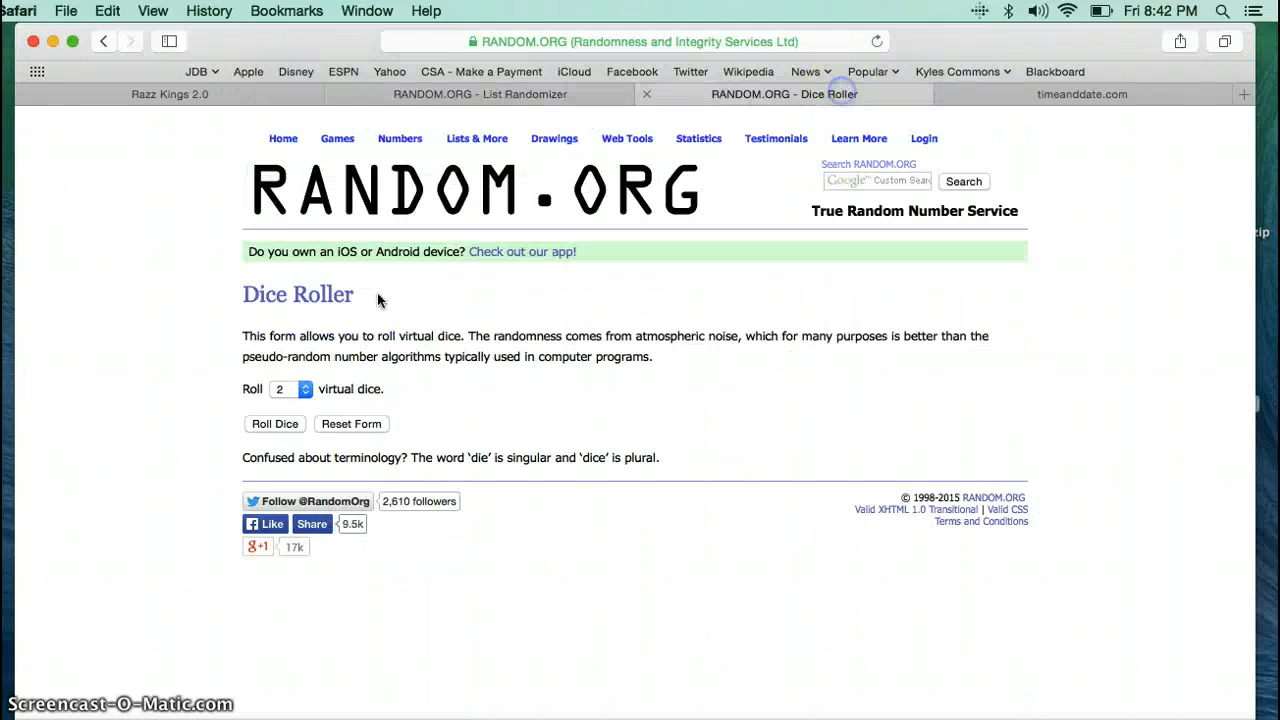 Safari File Edit View History Bookmarks Window Help Fri 8:42 PM
RANDOM.ORG (Randomness and Integrity Services Ltd)
JDB Apple Disney ESPN Yahoo CSA - Make a Payment iCloud Facebook Twitter Wikipedia News Popular Kyles Commons Blackboard
Razz Kings 2.0 RANDOM.ORG - List Randomizer RANDOM.ORG - Dice Roller timeanddate.com
Home Games Numbers Lists & More Drawings Web Tools Statistics Testimonials Learn More Login
RANDOM.ORG
Search RANDOM.ORG
Google™ Custom Sear Search
True Random Number Service
zip
Do you own an iOS or Android device? Check out our app!
Dice Roller
This form allows you to roll virtual dice. The randomness comes from atmospheric noise, which for many purposes is better than the
pseudo-random number algorithms typically used in computer programs.
Roll 2 virtual dice.
Roll Dice Reset Form
Confused about terminology? The word ‘die’ is singular and ‘dice’ is plural.
Follow @RandomOrg 2,610 followers
Like Share 9.5k
g+1 17k
© 1998-2015 RANDOM.ORG
Valid XHTML 1.0 Transitional | Valid CSS
Terms and Conditions
Screencast-O-Matic.com